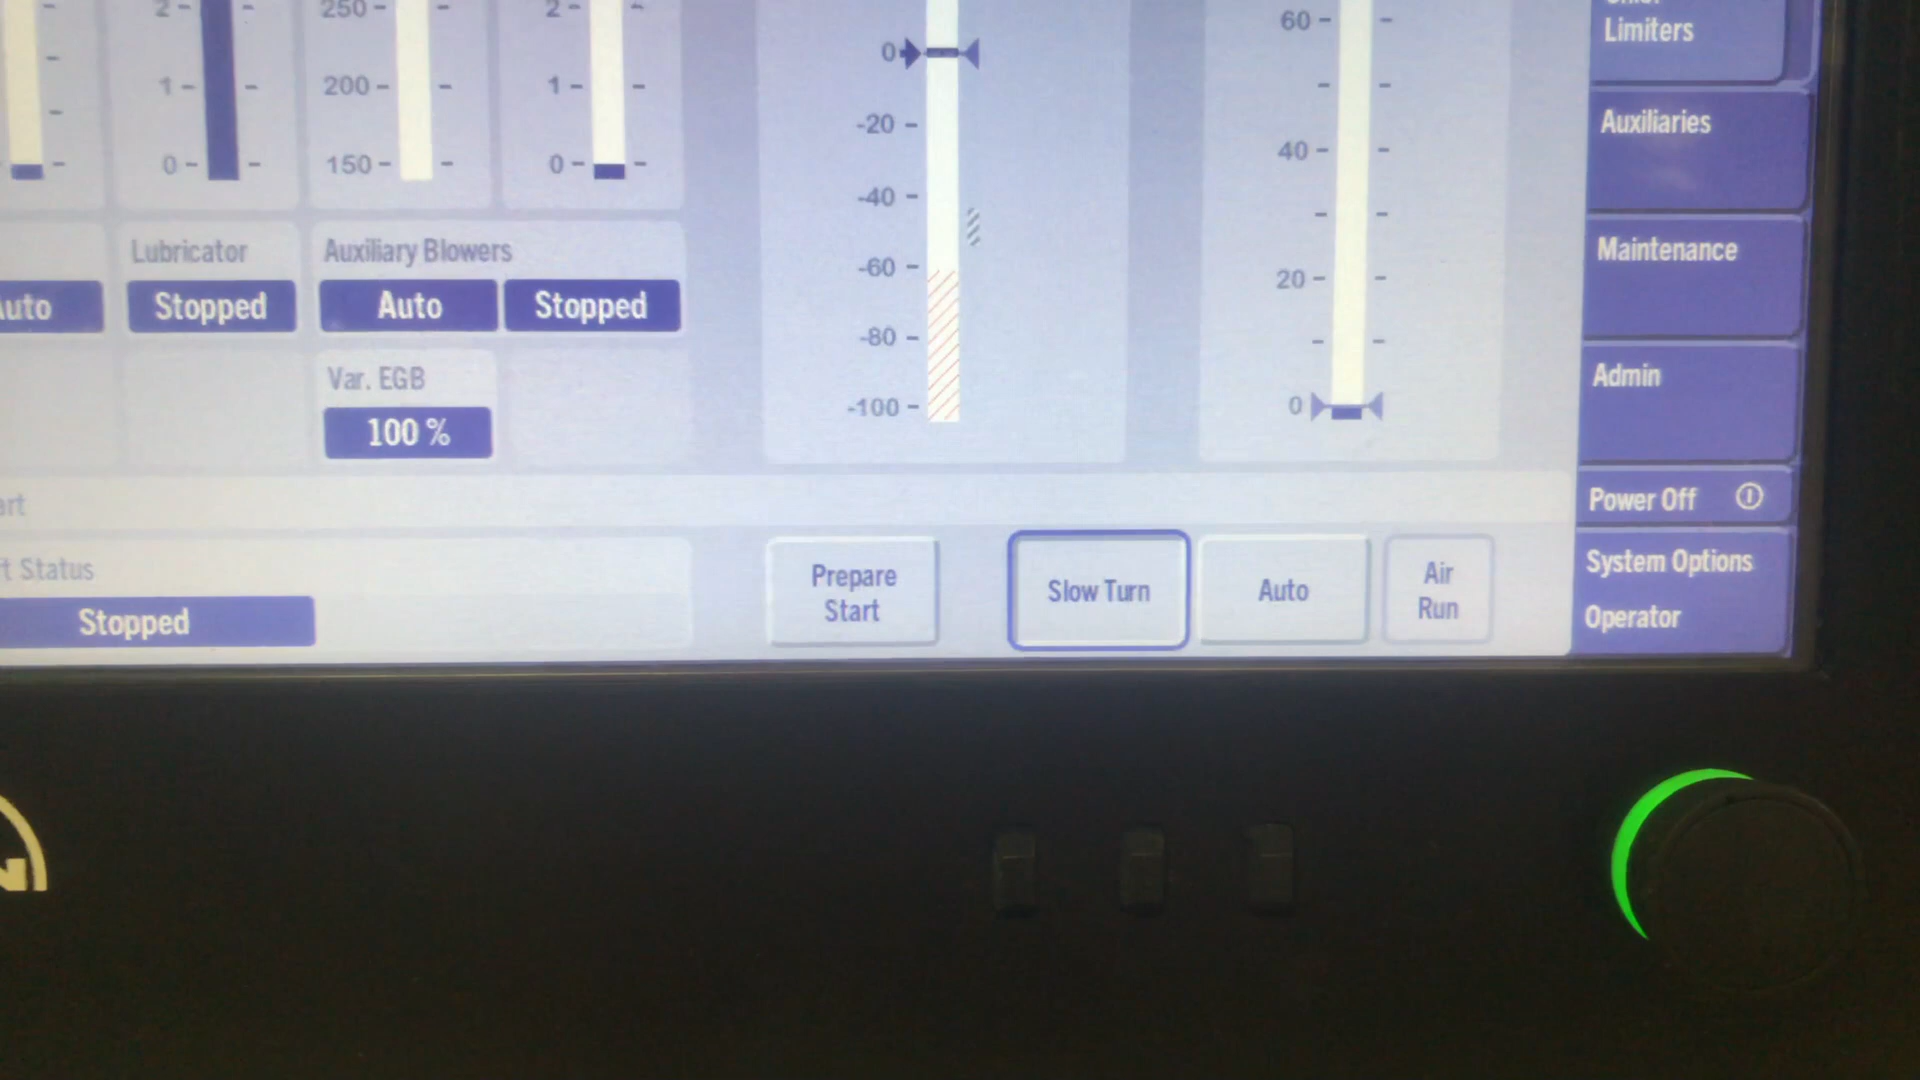 2
250
2
0
60
Chief
Limiters
1
200
1
-20
Auxiliaries
0
150
0
-40
40
Lubricator
Auxiliary Blowers
-60
20
Maintenance
Auto
Stopped
Auto
Stopped
-80
Var. EGB
-100
0
Admin
100 %
Power Off
Status
Prepare
Start
Slow Turn
Auto
Air
Run
System Options
Operator
Stopped